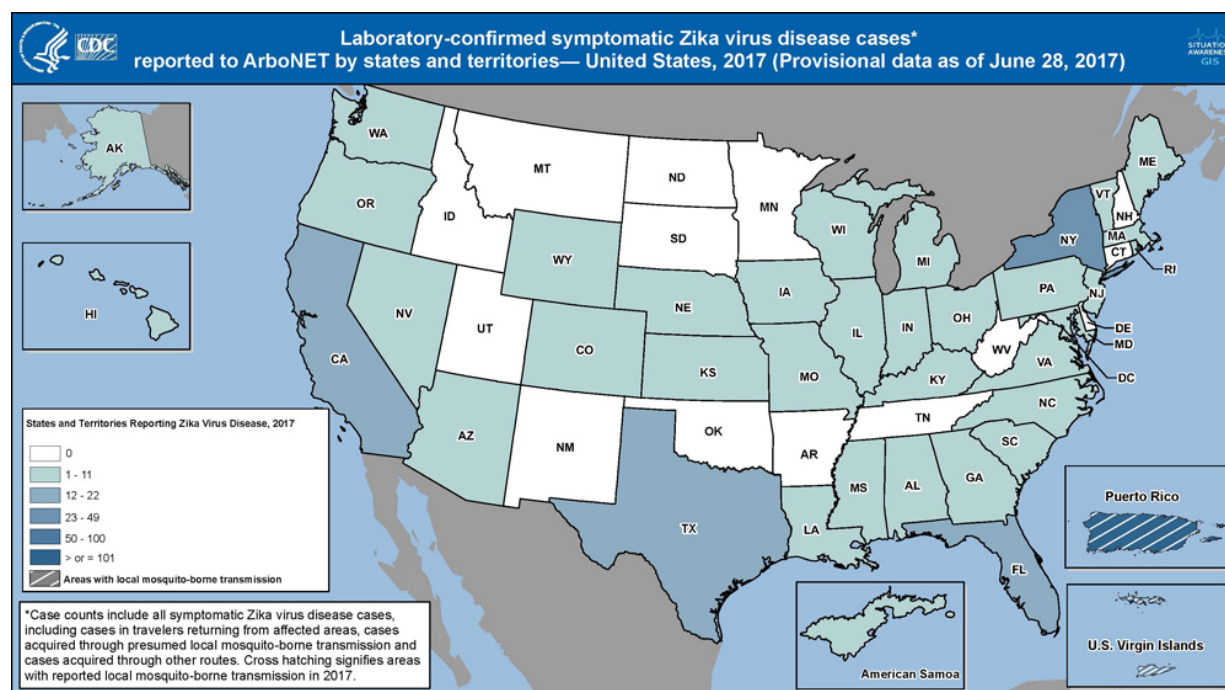 CDC
Laboratory-confirmed symptomatic Zika virus disease cases*
reported to ArboNET by states and territories— United States, 2017 (Provisional data as of June 28, 2017)
SITUATION
AWARENESS
GIS
AK
HI
WA
OR
CA
ID
NV
MT
WY
UT
AZ
CO
NM
ND
SD
NE
KS
OK
TX
MN
IA
MO
AR
LA
WI
IL
MS
MI
IN
KY
TN
AL
OH
WV
GA
FL
SC
NC
VA
PA
NY
VT
NH
ME
MA
CT
RI
NJ
DE
MD
DC
States and Territories Reporting Zika Virus Disease, 2017
0
1 - 11
12 - 22
23 - 49
50 - 100
> or = 101
Areas with local mosquito-borne transmission
*Case counts include all symptomatic Zika virus disease cases,
including cases in travelers returning from affected areas, cases
acquired through presumed local mosquito-borne transmission and
cases acquired through other routes. Cross hatching signifies areas
with reported local mosquito-borne transmission in 2017.
American Samoa
Puerto Rico
U.S. Virgin Islands